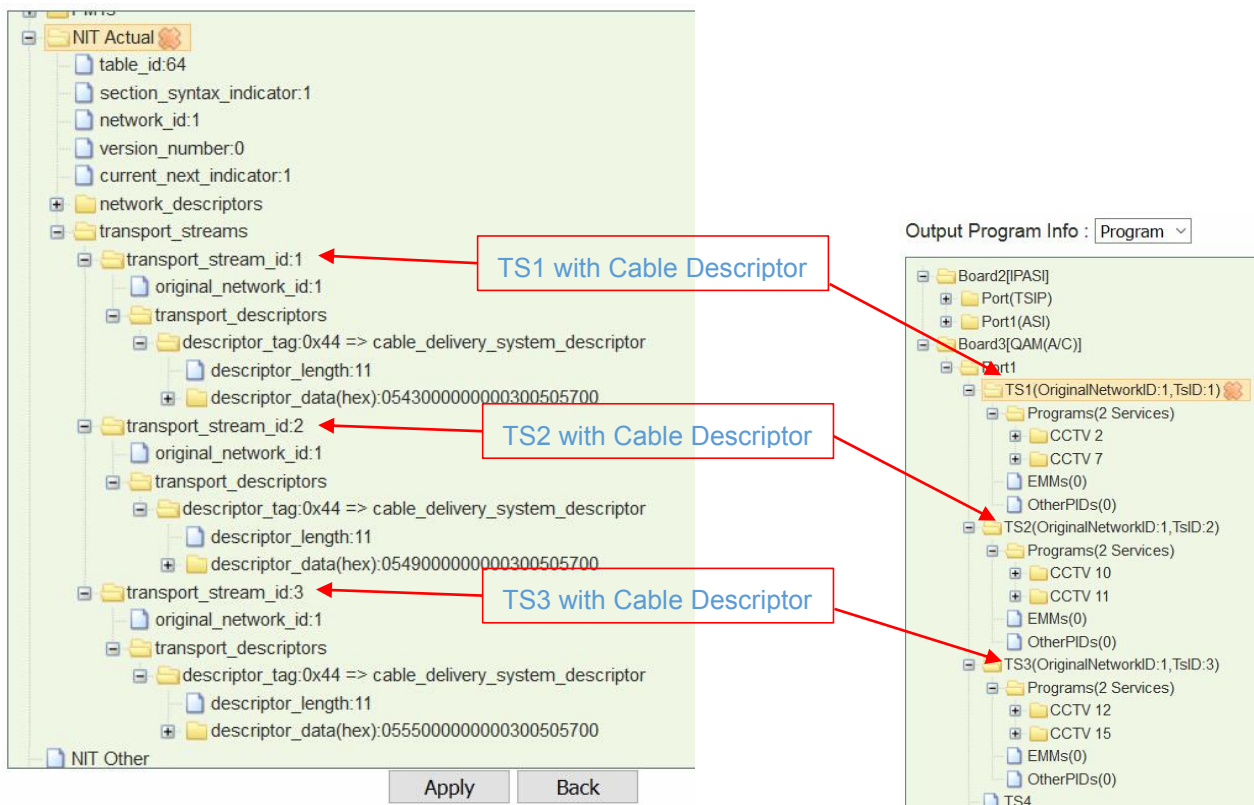 NIT Actual
table_id:64
section_syntax_indicator:1
network_id:1
version_number:0
current_next_indicator:1
network_descriptors
transport_streams
transport_stream_id:1
original_network_id:1
transport_descriptors
descriptor_tag:0x44 => cable_delivery_system_descriptor
descriptor_length:11
descriptor_data(hex):0543000000000300505700
transport_stream_id:2
original_network_id:1
transport_descriptors
descriptor_tag:0x44 => cable_delivery_system_descriptor
descriptor_length:11
descriptor_data(hex):0549000000000300505700
transport_stream_id:3
original_network_id:1
transport_descriptors
descriptor_tag:0x44 => cable_delivery_system_descriptor
descriptor_length:11
descriptor_data(hex):0555000000000300505700
NIT Other
Apply Back
TS1 with Cable Descriptor
TS2 with Cable Descriptor
TS3 with Cable Descriptor
Output Program Info : Program
Board2[IPASI]
Port(TSIP)
Port1(ASI)
Board3[QAM(A/C)]
Port1
TS1(OriginalNetworkID:1,TsID:1)
Programs(2 Services)
CCTV 2
CCTV 7
EMMs(0)
OtherPIDs(0)
TS2(OriginalNetworkID:1,TsID:2)
Programs(2 Services)
CCTV 10
CCTV 11
EMMs(0)
OtherPIDs(0)
TS3(OriginalNetworkID:1,TsID:3)
Programs(2 Services)
CCTV 12
CCTV 15
EMMs(0)
OtherPIDs(0)
TS4